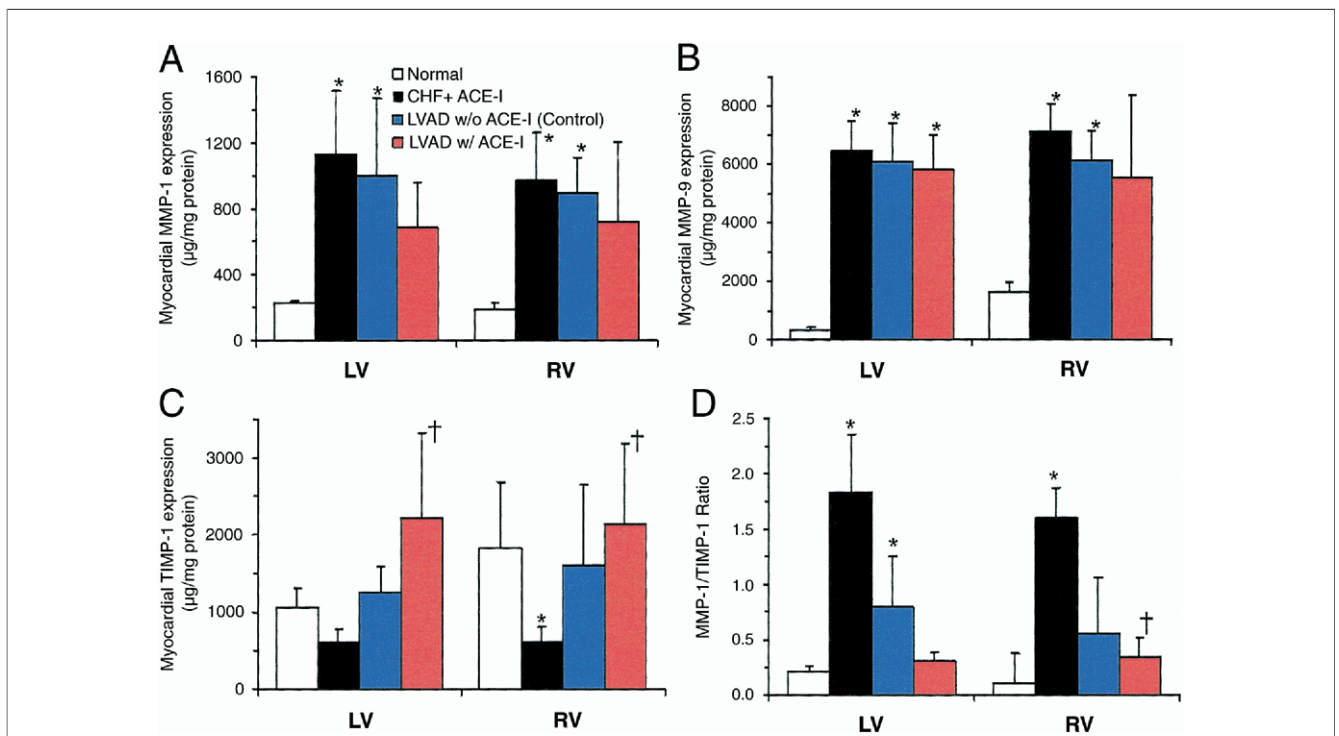 A
Myocardial MMP-1 expression
(µg/mg protein)
1600
1200
800
400
0
* *
* *
Normal
CHF+ ACE-I
LVAD w/o ACE-I (Control)
LVAD w/ ACE-I
LV RV
B
Myocardial MMP-9 expression
(µg/mg protein)
8000
6000
4000
2000
0
* * *
* *
LV RV
C
Myocardial TIMP-1 expression
(µg/mg protein)
3000
2000
1000
0
†
* †
LV RV
D
MMP-1/TIMP-1 Ratio
2.5
2.0
1.5
1.0
0.5
0.0
* *
* †
LV RV